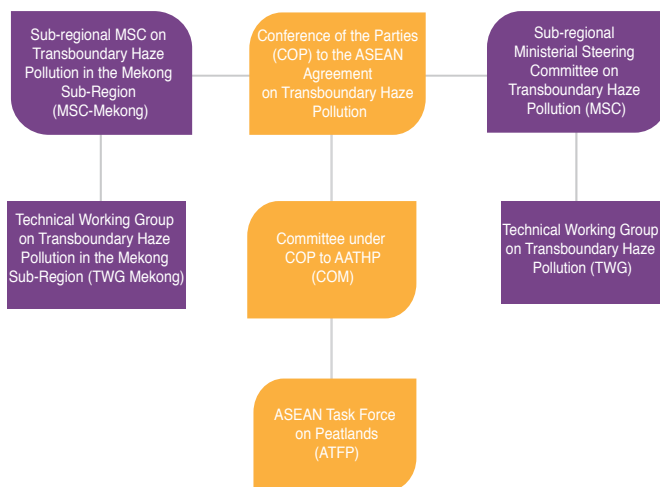 Sub-regional MSC on
Transboundary Haze
Pollution in the Mekong
Sub-Region
(MSC-Mekong)
Conference of the Parties
(COP) to the ASEAN
Agreement
on Transboundary Haze
Pollution
Sub-regional
Ministerial Steering
Committee on
Transboundary Haze
Pollution (MSC)
Technical Working Group
on Transboundary Haze
Pollution in the Mekong
Sub-Region (TWG Mekong)
Committee under
COP to AATHP
(COM)
Technical Working Group
on Transboundary Haze
Pollution (TWG)
ASEAN Task Force
on Peatlands
(ATFP)